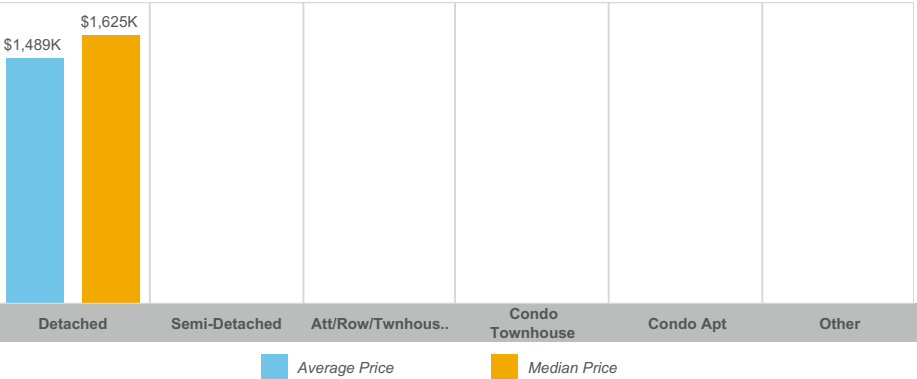 $1,625K
$1,489K
Detached
Semi-Detached
Att/Row/Twnhous..
Condo
Townhouse
Condo Apt
Other
Average Price
Median Price